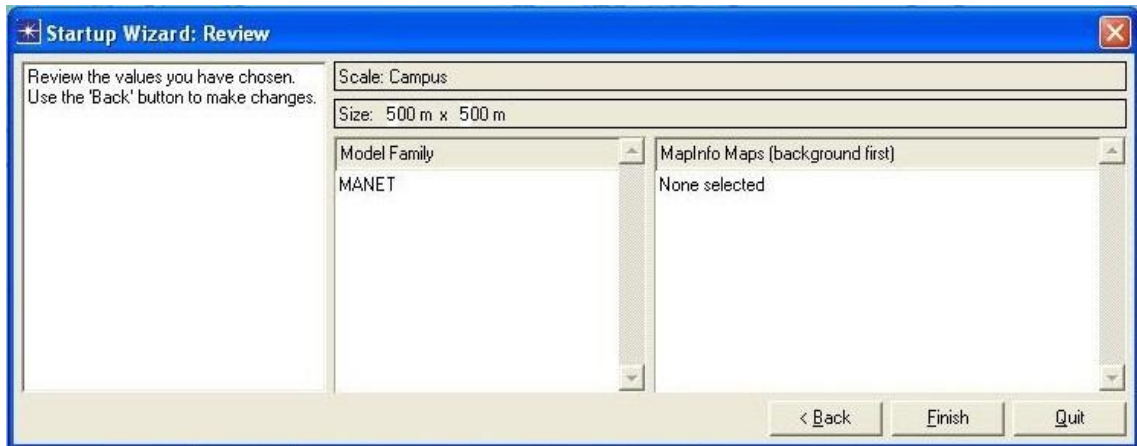 Startup Wizard: Review
Review the values you have chosen.
Use the 'Back' button to make changes.
Scale: Campus
Size: 500 m x 500 m
Model Family
MANET
MapInfo Maps (background first)
None selected
< Back
Finish
Quit